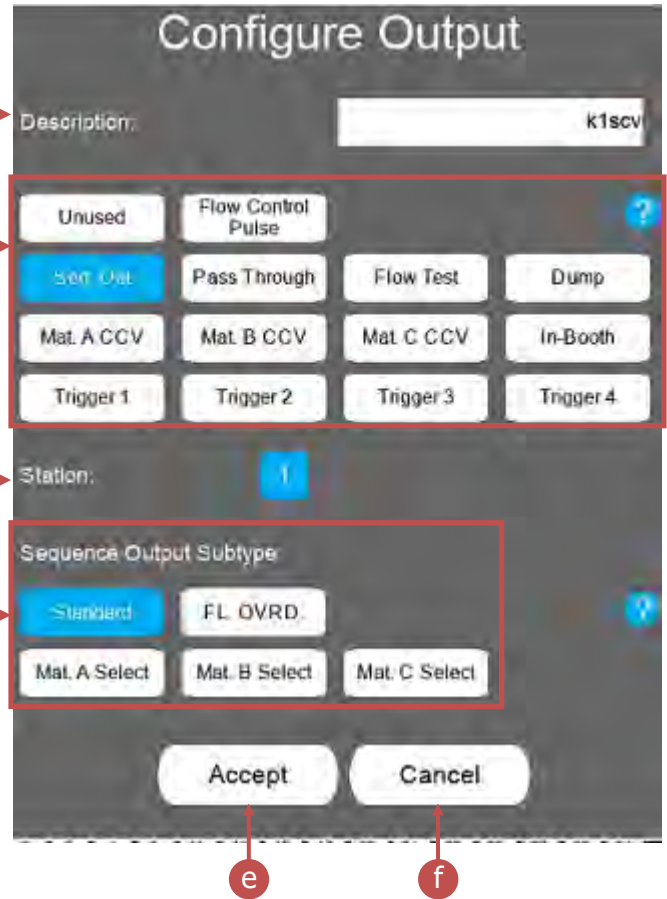 Configure Output
Description: k1scv
Unused Flow Control Pulse ?
Seq. Out Pass Through Flow Test Dump
Mat. A CCV Mat. B CCV Mat. C CCV In-Booth
Trigger 1 Trigger 2 Trigger 3 Trigger 4
Station: 1
Sequence Output Subtype
Standard FL. OVRD. ?
Mat. A Select Mat. B Select Mat. C Select
Accept Cancel
e f